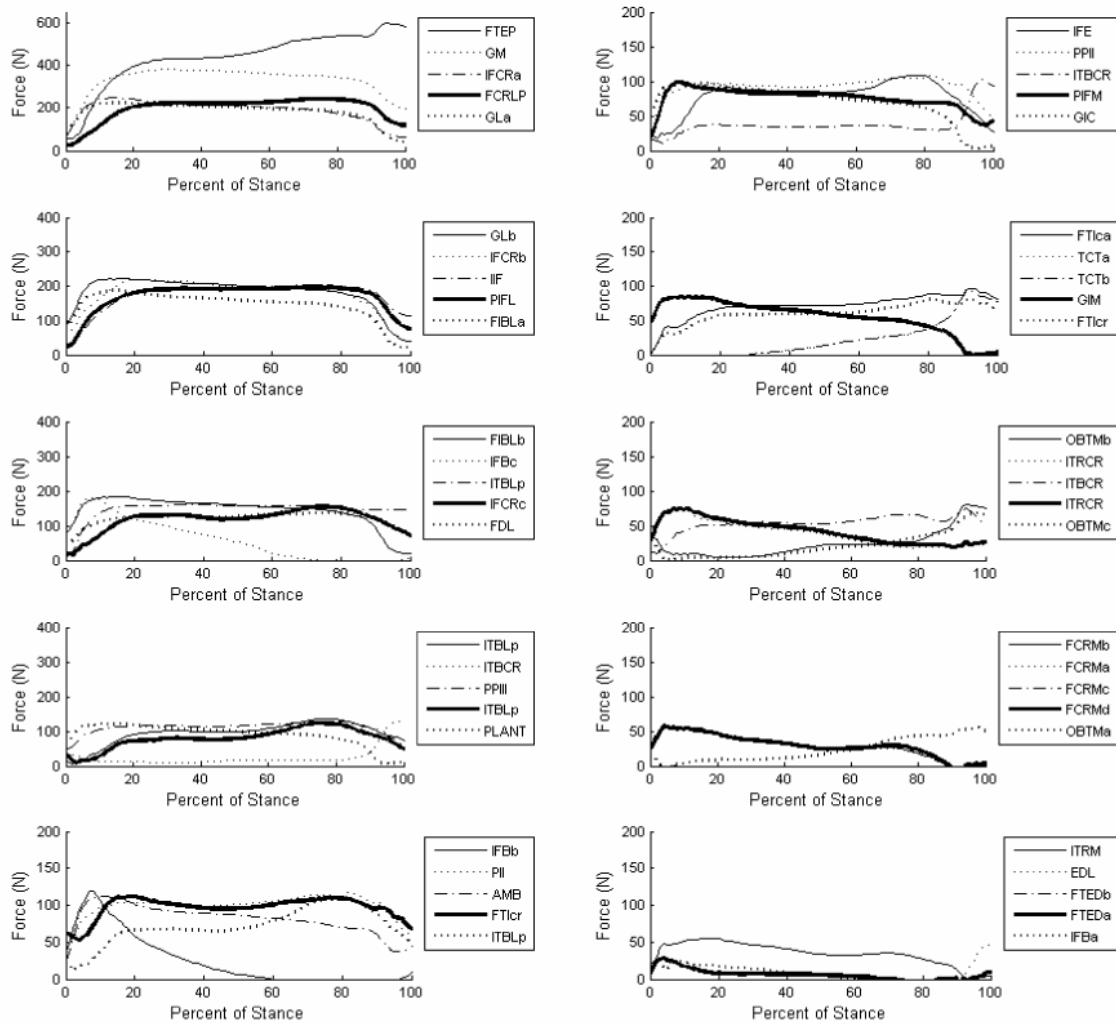 Force (N)
600
400
200
0
0 20 40 60 80 100
Percent of Stance
FTEP
GM
IFCRa
FCRLP
GLa
Force (N)
200
150
100
50
0
0 20 40 60 80 100
Percent of Stance
IFE
PPII
ITBCR
PIFM
GIC
Force (N)
400
300
200
100
0
0 20 40 60 80 100
Percent of Stance
GLb
IFCRb
IIF
PIFL
FIBLa
Force (N)
200
150
100
50
0
0 20 40 60 80 100
Percent of Stance
FTIca
TCTa
TCTb
GIM
FTIcr
Force (N)
400
300
200
100
0
0 20 40 60 80 100
Percent of Stance
FIBLb
IFBc
ITBLp
IFCRc
FDL
Force (N)
200
150
100
50
0
0 20 40 60 80 100
Percent of Stance
OBTMb
ITRCR
ITBCR
ITRCR
OBTMc
Force (N)
400
300
200
100
0
0 20 40 60 80 100
Percent of Stance
ITBLp
ITBCR
PPIII
ITBLp
PLANT
Force (N)
200
150
100
50
0
0 20 40 60 80 100
Percent of Stance
FCRMb
FCRMa
FCRMc
FCRMd
OBTMa
Force (N)
200
150
100
50
0
0 20 40 60 80 100
Percent of Stance
IFBb
PII
AMB
FTIcr
ITBLp
Force (N)
200
150
100
50
0
0 20 40 60 80 100
Percent of Stance
ITRM
EDL
FTEDb
FTEDa
IFBa